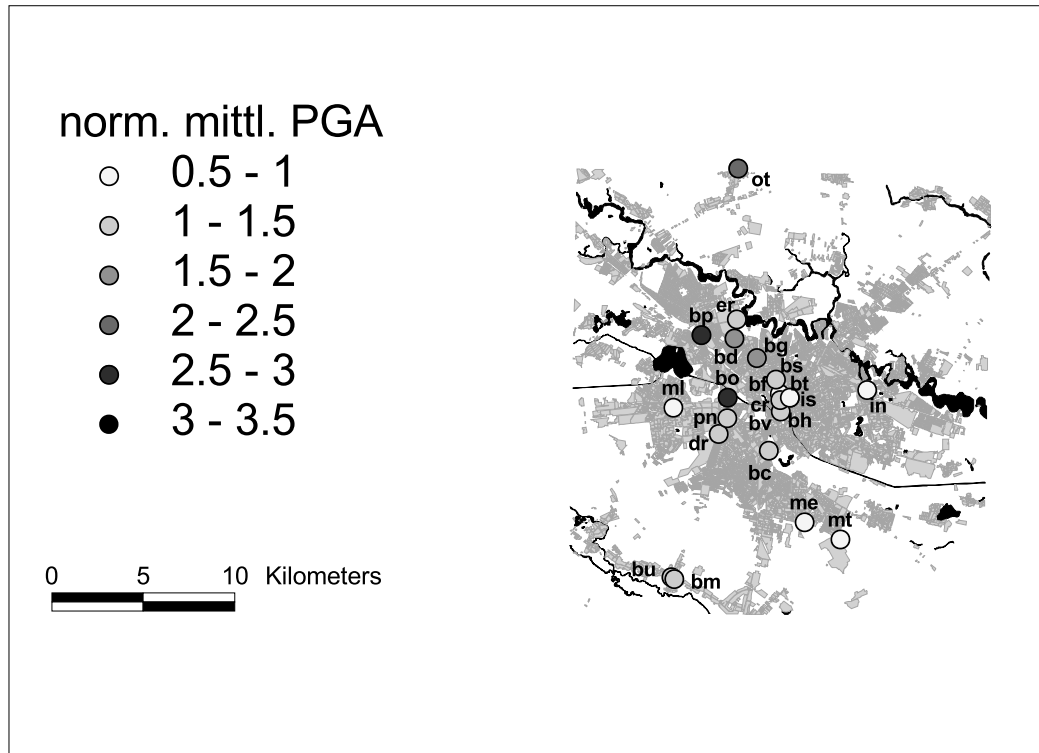 norm. mittl. PGA
0.5 - 1
1 - 1.5
1.5 - 2
2 - 2.5
2.5 - 3
3 - 3.5
0 5 10 Kilometers
ot
er
bp
bd
bg
bs
bo
bf
bt
ml
cr
is
in
pn
bv
bh
dr
bc
me
mt
bu
bm